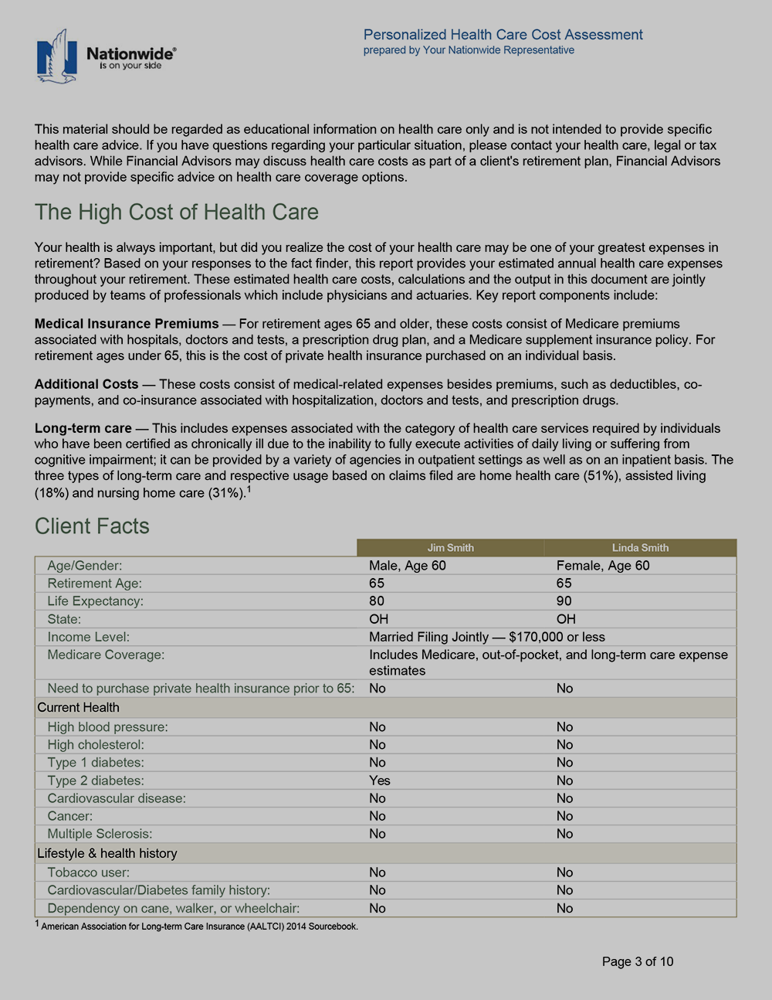 Nationwide®
is on your side
Personalized Health Care Cost Assessment
prepared by Your Nationwide Representative
This material should be regarded as educational information on health care only and is not intended to provide specific
health care advice. If you have questions regarding your particular situation, please contact your health care, legal or tax
advisors. While Financial Advisors may discuss health care costs as part of a client's retirement plan, Financial Advisors
may not provide specific advice on health care coverage options.
The High Cost of Health Care
Your health is always important, but did you realize the cost of your health care may be one of your greatest expenses in
retirement? Based on your responses to the fact finder, this report provides your estimated annual health care expenses
throughout your retirement. These estimated health care costs, calculations and the output in this document are jointly
produced by teams of professionals which include physicians and actuaries. Key report components include:
Medical Insurance Premiums — For retirement ages 65 and older, these costs consist of Medicare premiums
associated with hospitals, doctors and tests, a prescription drug plan, and a Medicare supplement insurance policy. For
retirement ages under 65, this is the cost of private health insurance purchased on an individual basis.
Additional Costs — These costs consist of medical-related expenses besides premiums, such as deductibles, co-
payments, and co-insurance associated with hospitalization, doctors and tests, and prescription drugs.
Long-term care — This includes expenses associated with the category of health care services required by individuals
who have been certified as chronically ill due to the inability to fully execute activities of daily living or suffering from
cognitive impairment; it can be provided by a variety of agencies in outpatient settings as well as on an inpatient basis. The
three types of long-term care and respective usage based on claims filed are home health care (51%), assisted living
(18%) and nursing home care (31%).1
Client Facts
Jim Smith Linda Smith
Age/Gender: Male, Age 60 Female, Age 60
Retirement Age: 65 65
Life Expectancy: 80 90
State: OH OH
Income Level: Married Filing Jointly — $170,000 or less
Medicare Coverage: Includes Medicare, out-of-pocket, and long-term care expense
estimates
Need to purchase private health insurance prior to 65: No No
Current Health
High blood pressure: No No
High cholesterol: No No
Type 1 diabetes: No No
Type 2 diabetes: Yes No
Cardiovascular disease: No No
Cancer: No No
Multiple Sclerosis: No No
Lifestyle & health history
Tobacco user: No No
Cardiovascular/Diabetes family history: No No
Dependency on cane, walker, or wheelchair: No No
1 American Association for Long-term Care Insurance (AALTCI) 2014 Sourcebook.
Page 3 of 10